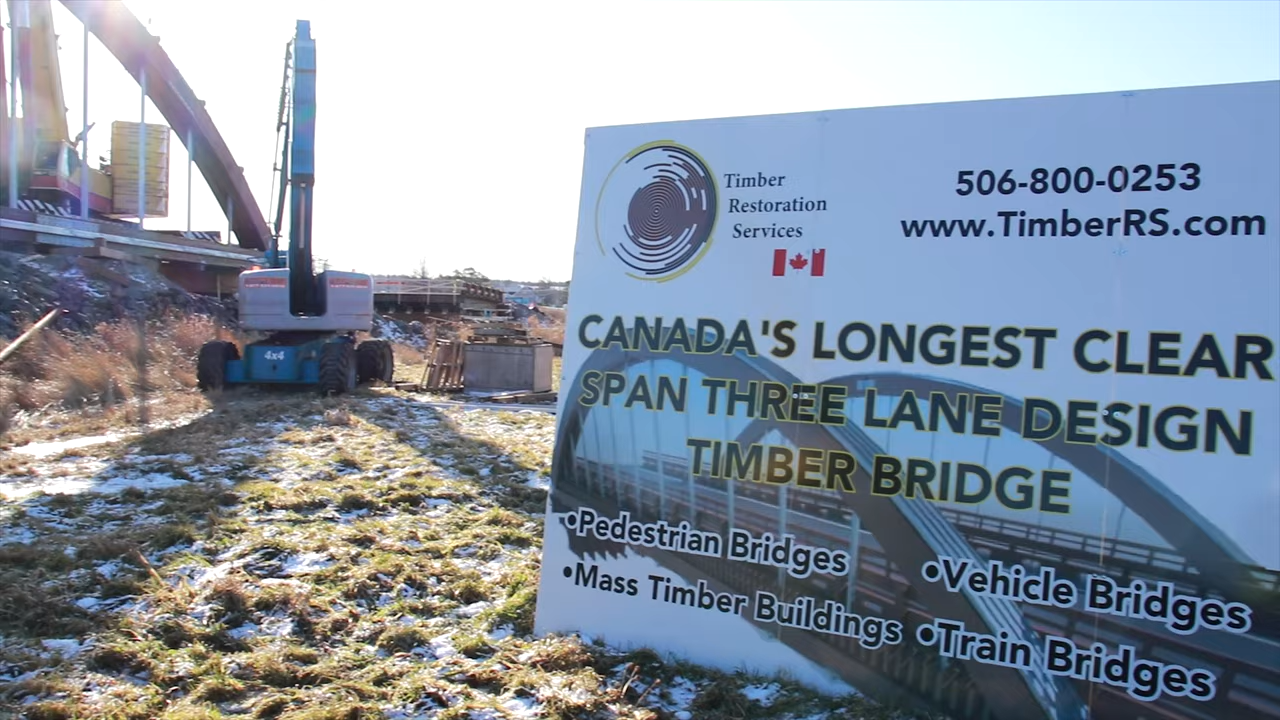 Timber
Restoration
Services
506-800-0253
www.TimberRS.com
CANADA'S LONGEST CLEAR
SPAN THREE LANE DESIGN
TIMBER BRIDGE
•Pedestrian Bridges
•Mass Timber Buildings
•Vehicle Bridges
•Train Bridges
4x4